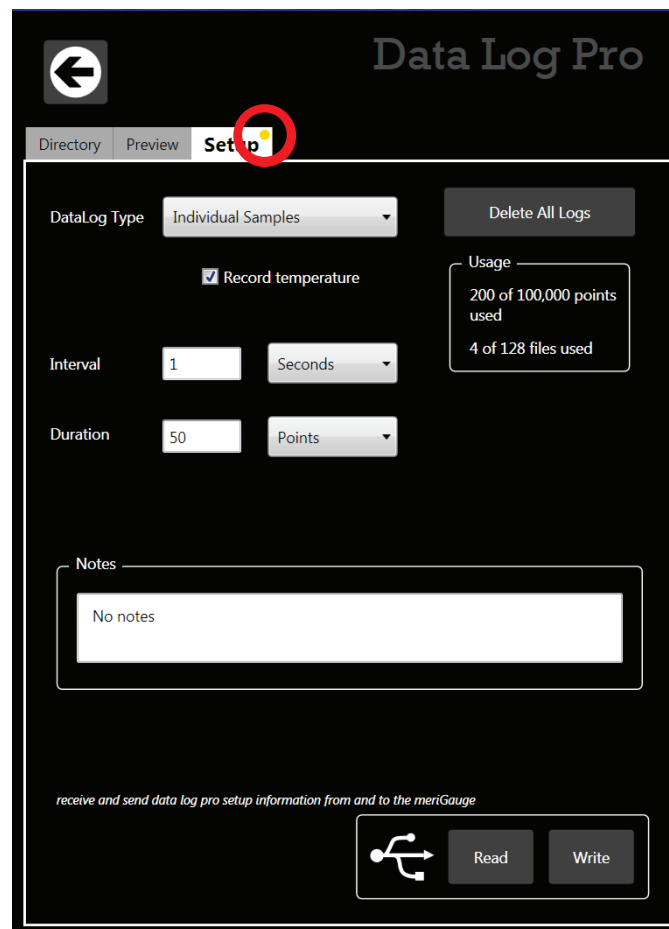 Data Log Pro
Directory Preview Setup
DataLog Type Individual Samples Delete All Logs
Record temperature
Usage
200 of 100,000 points
used
4 of 128 files used
Interval 1 Seconds
Duration 50 Points
Notes
No notes
receive and send data log pro setup information from and to the meriGauge
Read Write